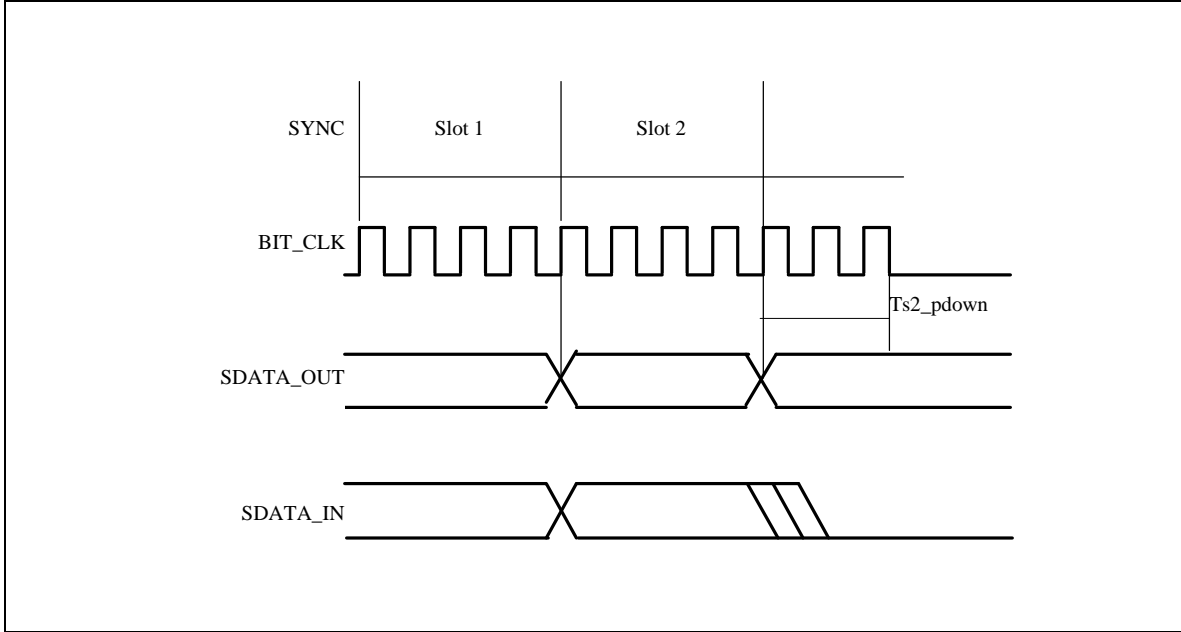 SYNC
Slot 1
Slot 2
BIT_CLK
Ts2_pdown
SDATA_OUT
SDATA_IN